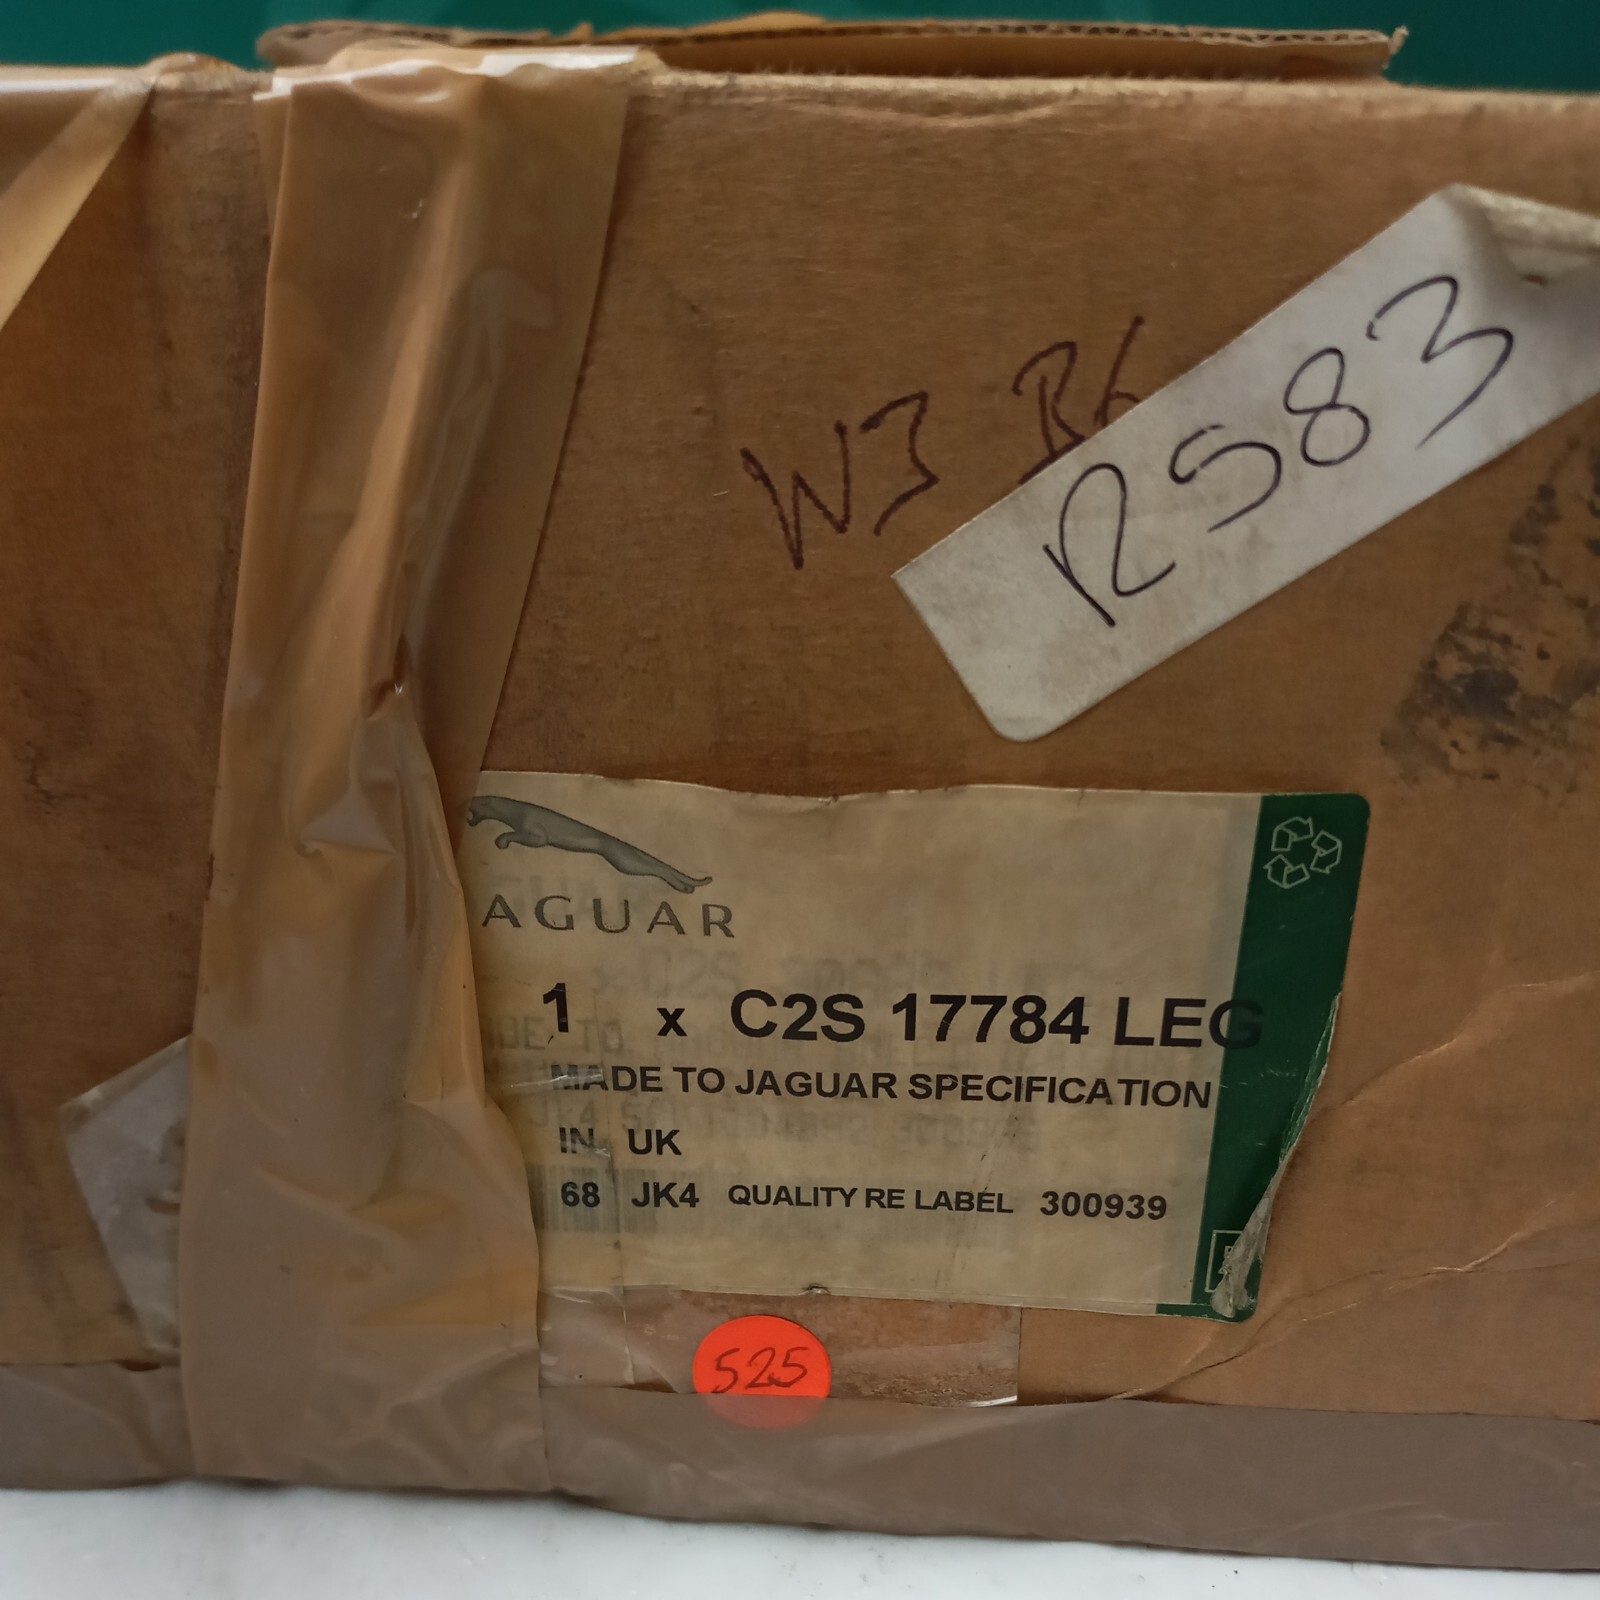 W3 B6
R583
AGUAR
1 x C2S 17784 LEG
MADE TO JAGUAR SPECIFICATION
IN UK
68 JK4 QUALITY RE LABEL 300939
525